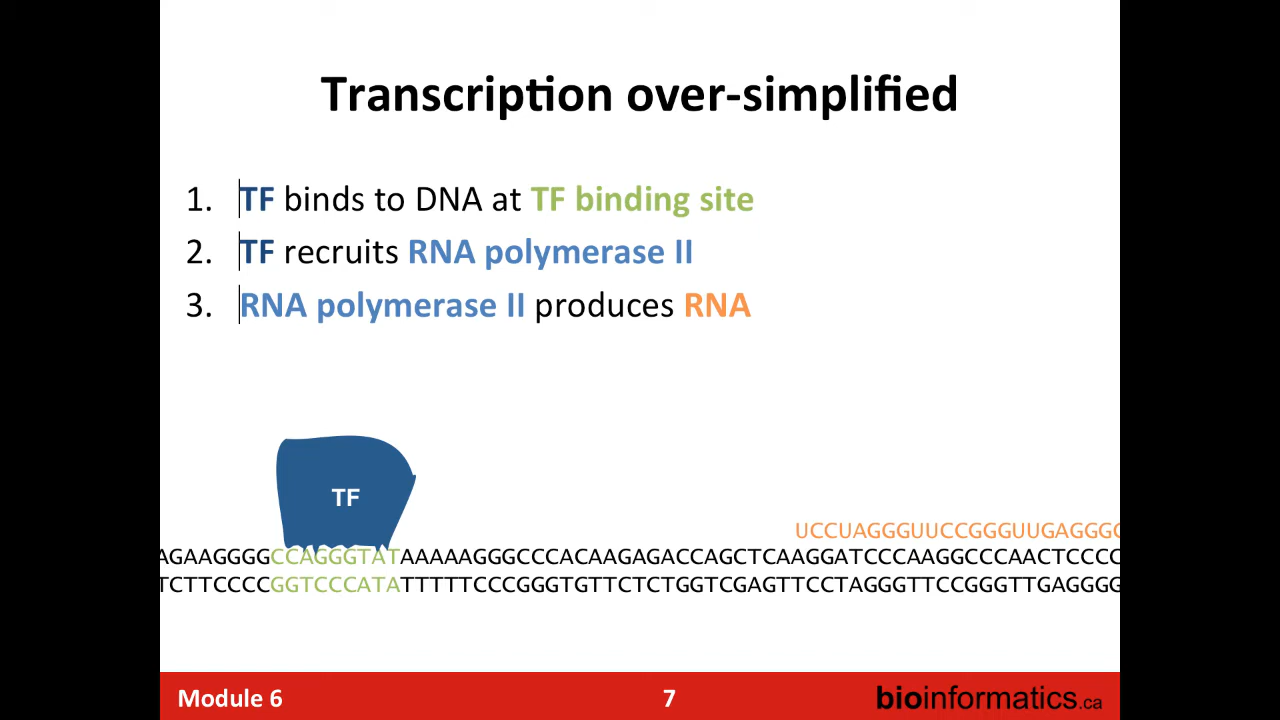 Transcription over-simplified
1. TF binds to DNA at TF binding site
2. TF recruits RNA polymerase II
3. RNA polymerase II produces RNA
TF
UCCUAGGGUUCCGGGUUGAGGGG
AGAAGGGGCCAGGGTATAAAAAGGGCCCACAAGAGACCAGCTCAAGGATCCCAAGGCCCAACTCCCC
TCTTCCCCGGTCCCATATTTTTCCCGGGTGTTCTCTGGTCGAGTTCCTAGGGTTCCGGGTTGAGGGG
Module 6
7
bioinformatics.ca